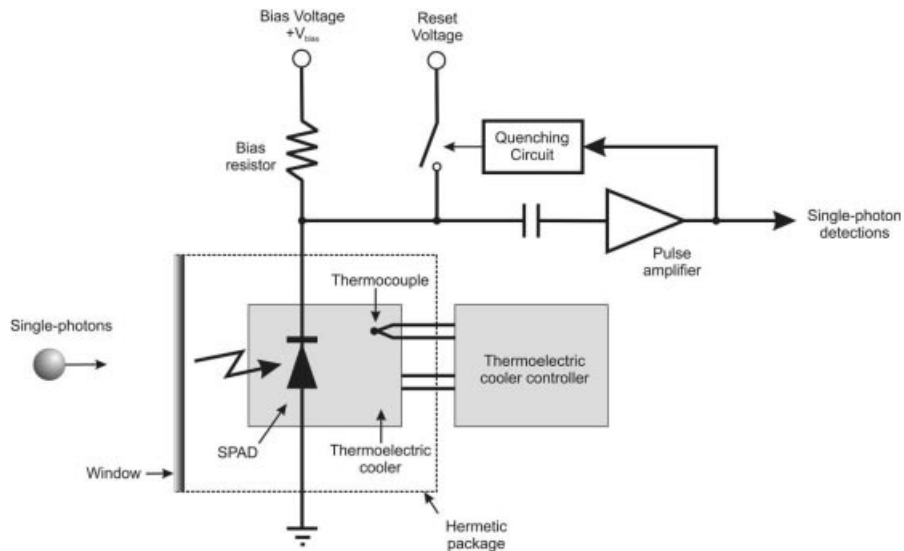 Bias Voltage
+Vbias
Reset
Voltage
Bias
resistor
Quenching
Circuit
Single-photon
detections
Pulse
amplifier
Thermocouple
Single-photons
Thermoelectric
cooler controller
SPAD
Thermoelectric
cooler
Window
Hermetic
package